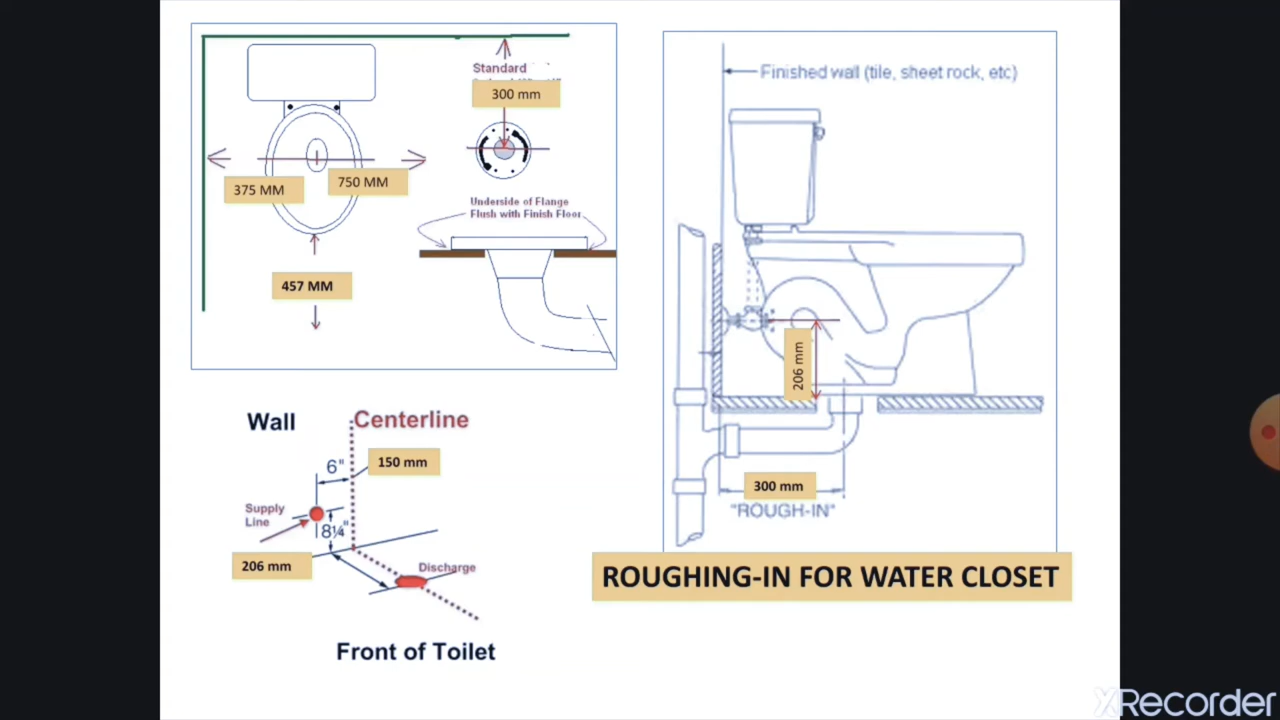 Standard
300 mm
375 MM
750 MM
Underside of Flange
Flush with Finish Floor
457 MM
Finished wall (tile, sheet rock, etc)
206 mm
300 mm
"ROUGH-IN"
Wall
Centerline
6"
150 mm
Supply
Line
8¼"
206 mm
Discharge
Front of Toilet
ROUGHING-IN FOR WATER CLOSET
XRecorder